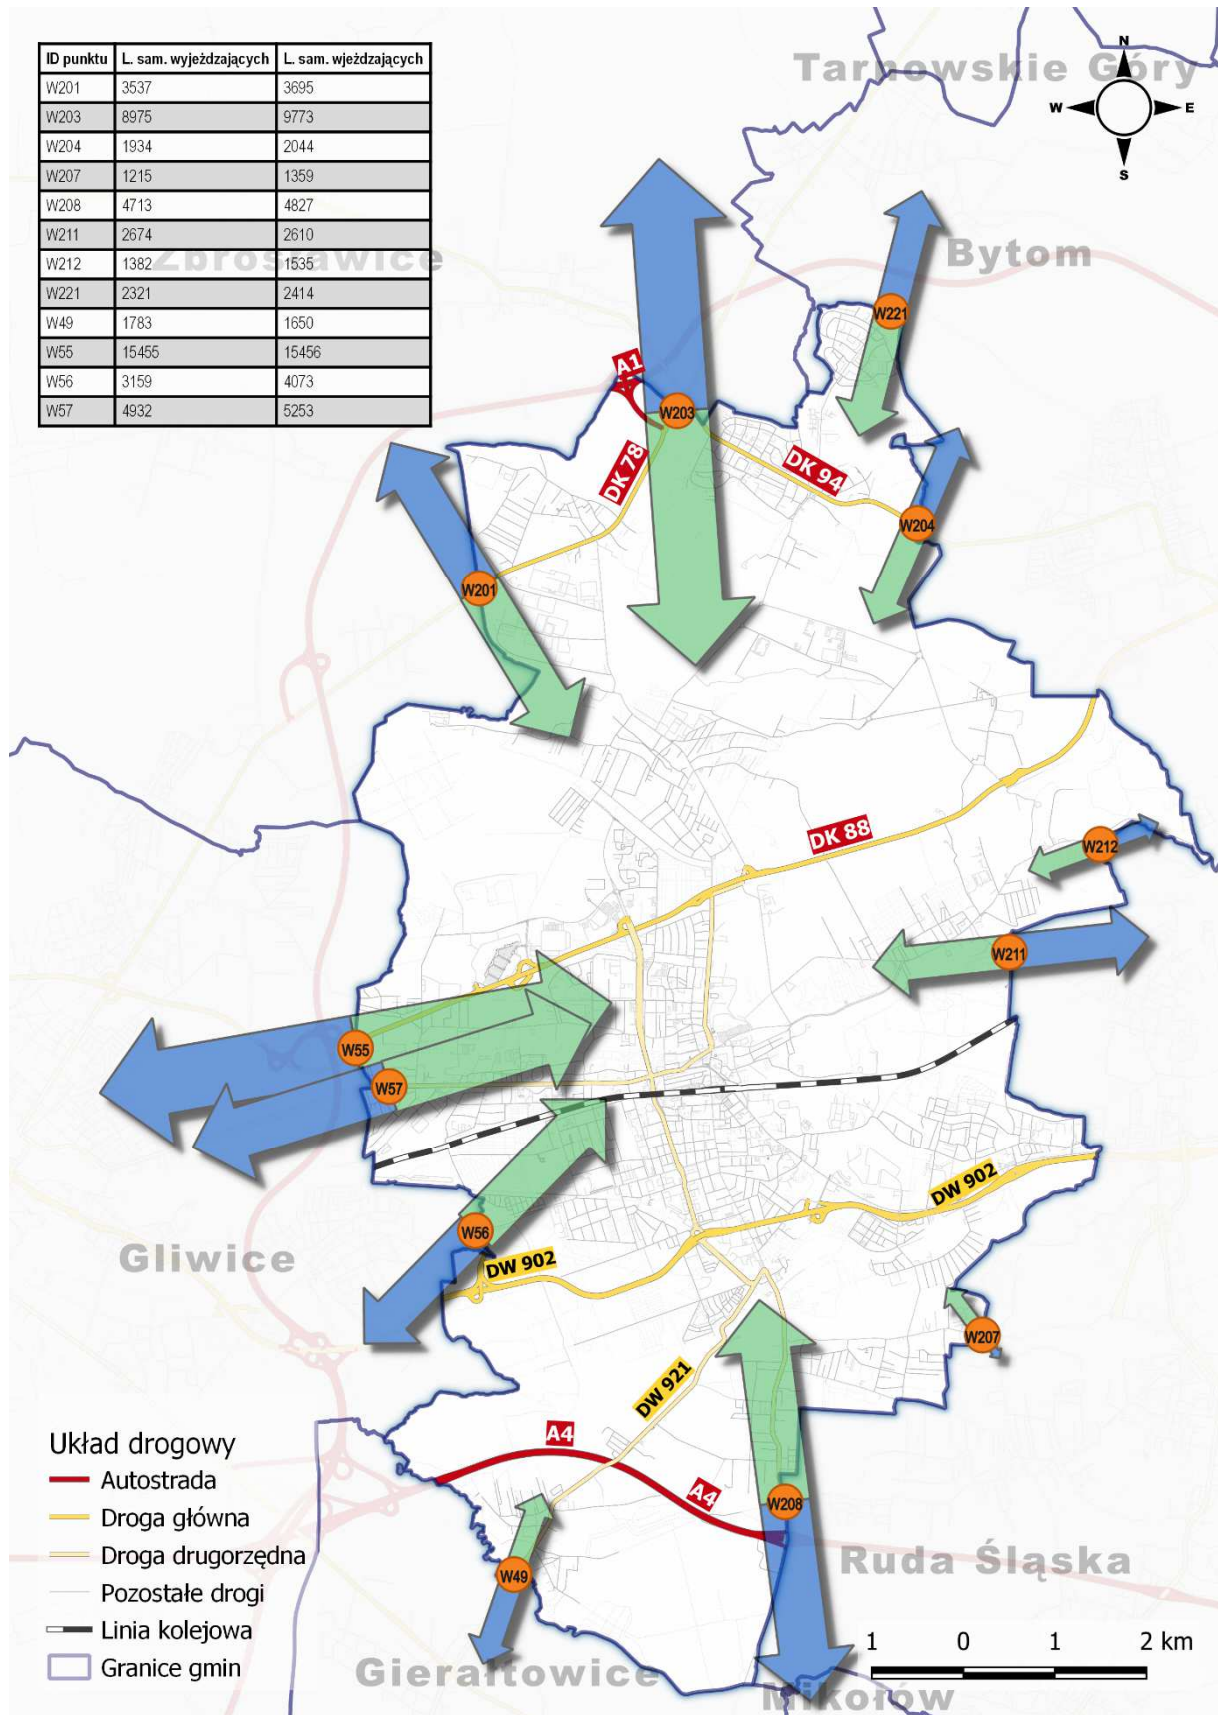 ID punktu L. sam. wyjeżdzających L. sam. wjeżdzających
W201 3537 3695
W203 8975 9773
W204 1934 2044
W207 1215 1359
W208 4713 4827
W211 2674 2610
W212 1382 1535
W221 2321 2414
W49 1783 1650
W55 15455 15456
W56 3159 4073
W57 4932 5253
Tarnowskie Góry
N
W E
S
Zbrosławice
Bytom
W221
A1
W203
DK 78
DK 94
W204
W201
DK 88
W212
W211
W55
W57
DW 902
W56
Gliwice
DW 902
W207
DW 921
A4
A4
W208
Ruda Śląska
W49
Gierałtowice
Mikołów
Układ drogowy
Autostrada
Droga główna
Droga drugorzędna
Pozostałe drogi
Linia kolejowa
Granice gmin
1 0 1 2 km